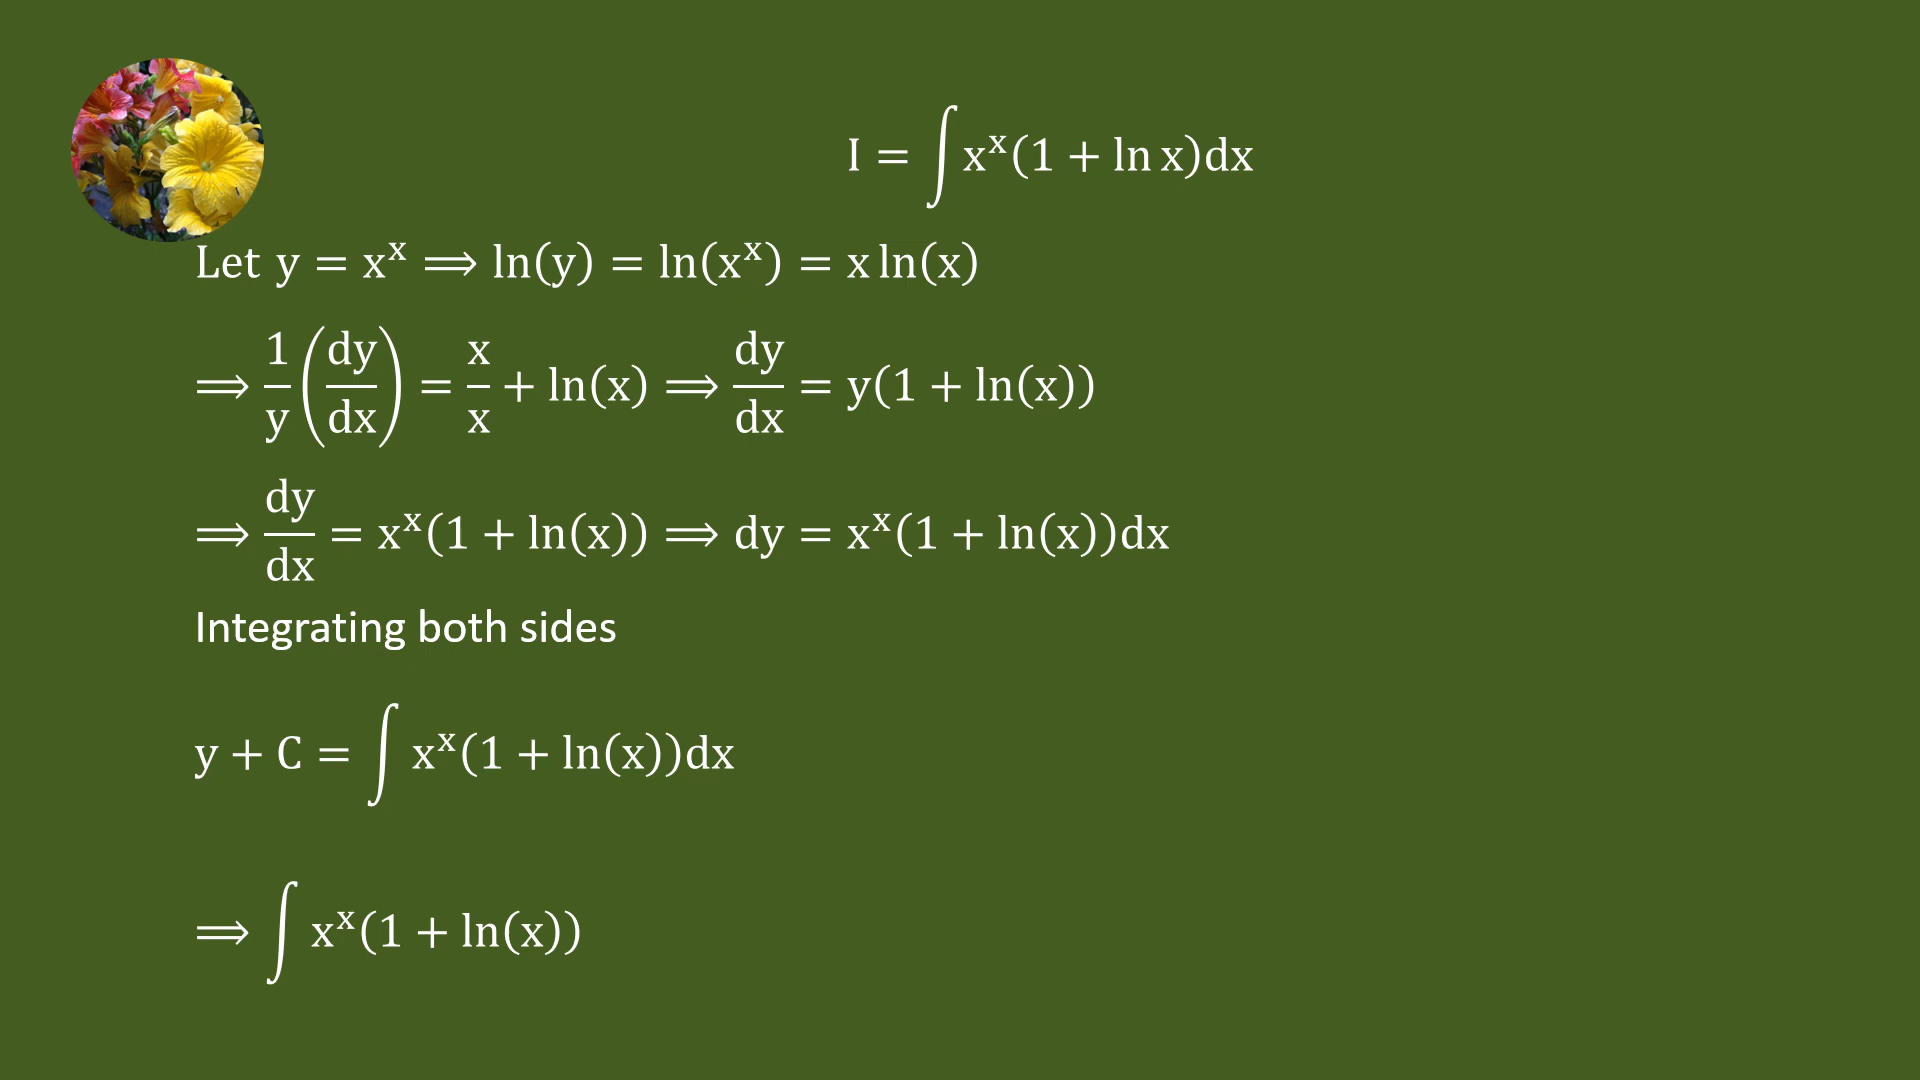 I = ∫ xˣ(1 + ln x)dx
Let y = xˣ ⟹ ln(y) = ln(xˣ) = x ln(x)
⟹ 1/y (dy/dx) = x/x + ln(x) ⟹ dy/dx = y(1 + ln(x))
⟹ dy/dx = xˣ(1 + ln(x)) ⟹ dy = xˣ(1 + ln(x))dx
Integrating both sides
y + C = ∫ xˣ(1 + ln(x))dx
⟹ ∫ xˣ(1 + ln(x))